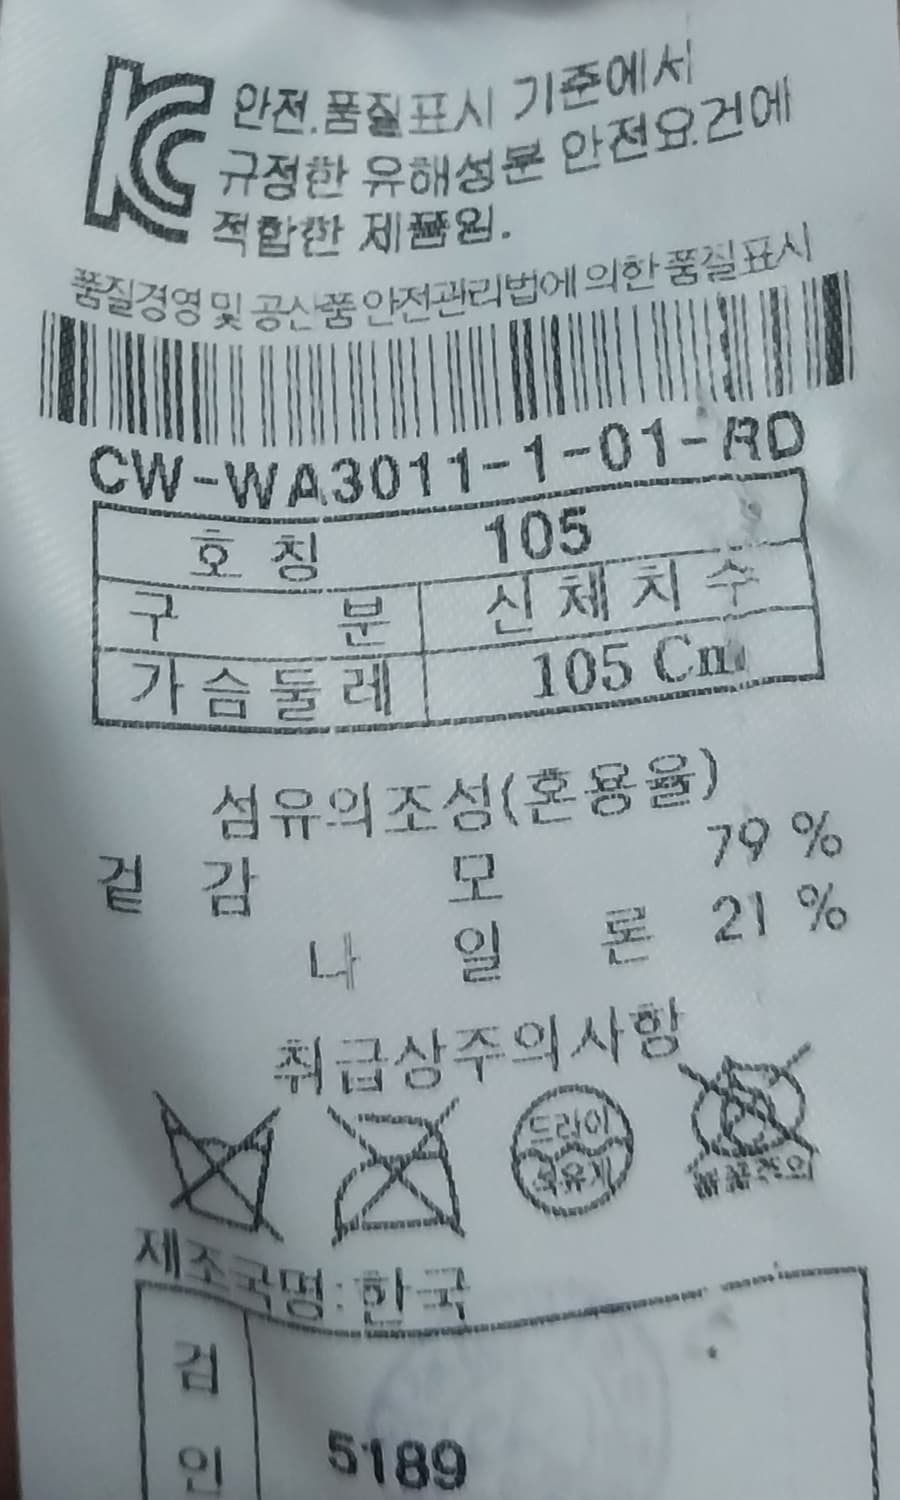 KC 안전.품질표시 기준에서
규정한 유해성분 안전요건에
적합한 제품임.
품질경영 및 공산품안전관리법에 의한 품질표시
CW-WA3011-1-01-RD
호 칭 105
구 분 신 체 치 수
가 슴 둘 레 105 Cm
섬유의조성(혼용율)
겉 감 모 79 %
나 일 론 21 %
취급상주의사항
드라이
석유계
제조국명:한국
검
인 5189